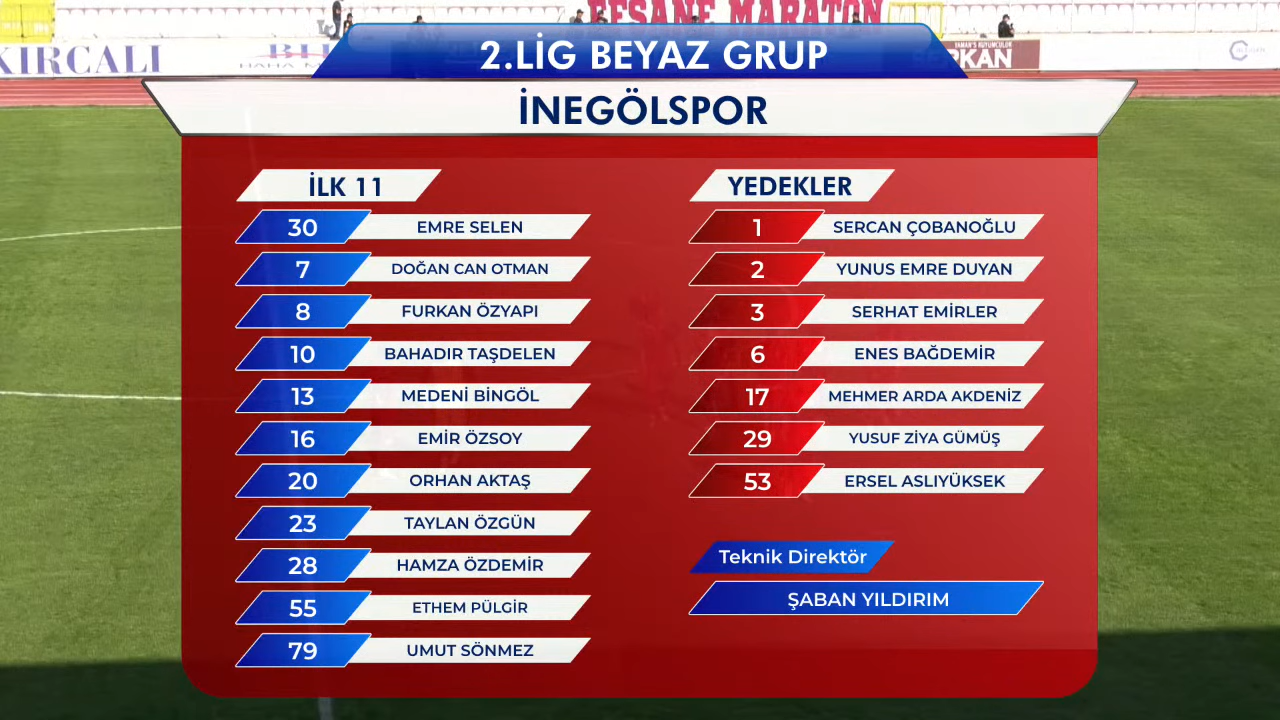 EFSANE MARATON
KIRCALI
2.LİG BEYAZ GRUP
İNEGÖLSPOR
İLK 11
30 EMRE SELEN
7 DOĞAN CAN OTMAN
8 FURKAN ÖZYAPI
10 BAHADIR TAŞDELEN
13 MEDENİ BİNGÖL
16 EMİR ÖZSOY
20 ORHAN AKTAŞ
23 TAYLAN ÖZGÜN
28 HAMZA ÖZDEMİR
55 ETHEM PÜLGİR
79 UMUT SÖNMEZ
YEDEKLER
1 SERCAN ÇOBANOĞLU
2 YUNUS EMRE DUYAN
3 SERHAT EMİRLER
6 ENES BAĞDEMİR
17 MEHMER ARDA AKDENİZ
29 YUSUF ZİYA GÜMÜŞ
53 ERSEL ASLIYÜKSEK
Teknik Direktör
ŞABAN YILDIRIM